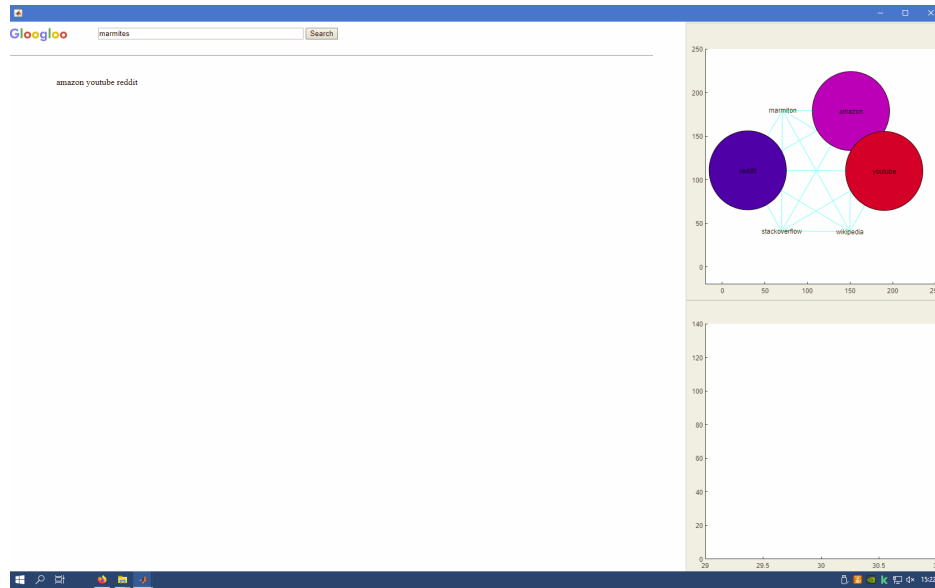 Gloogloo
marmites
Search
amazon youtube reddit
250
200
150
100
50
0
0 50 100 150 200
marmiton
amazon
reddit
youtube
stackoverflow
wikipedia
140
120
100
80
60
40
20
0
29 29.5 30 30.5